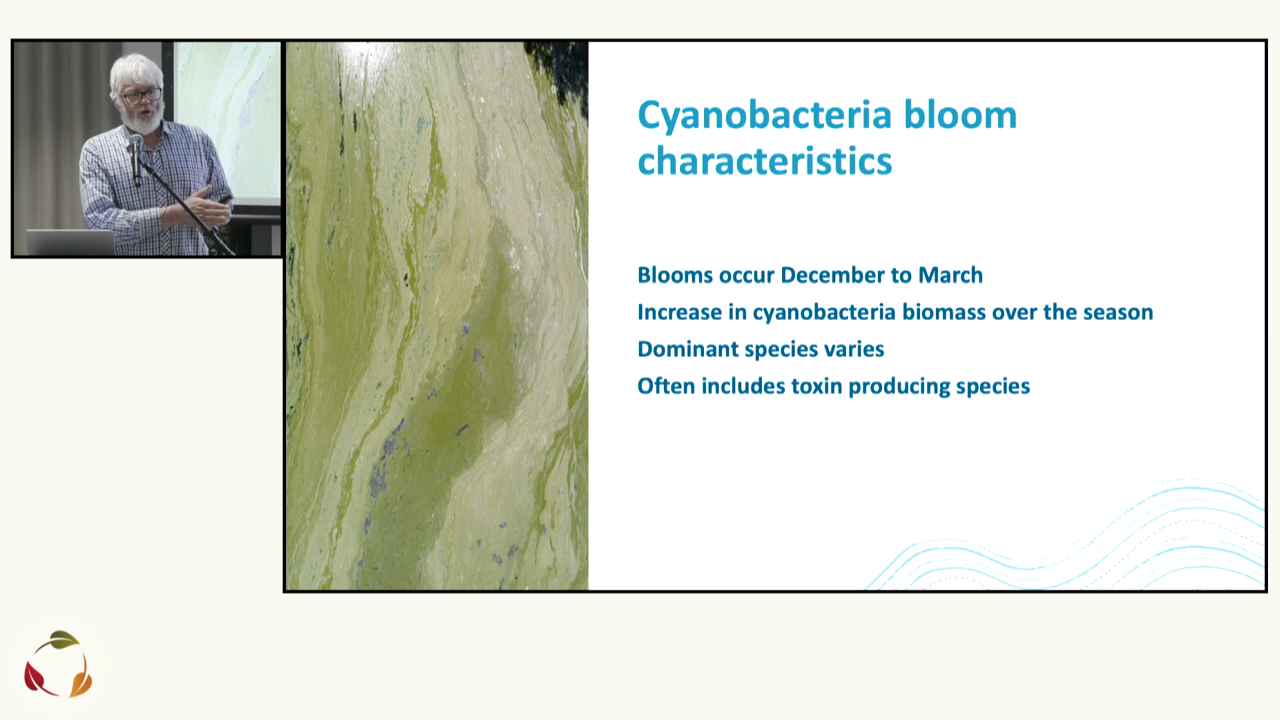 Cyanobacteria bloom
characteristics
Blooms occur December to March
Increase in cyanobacteria biomass over the season
Dominant species varies
Often includes toxin producing species